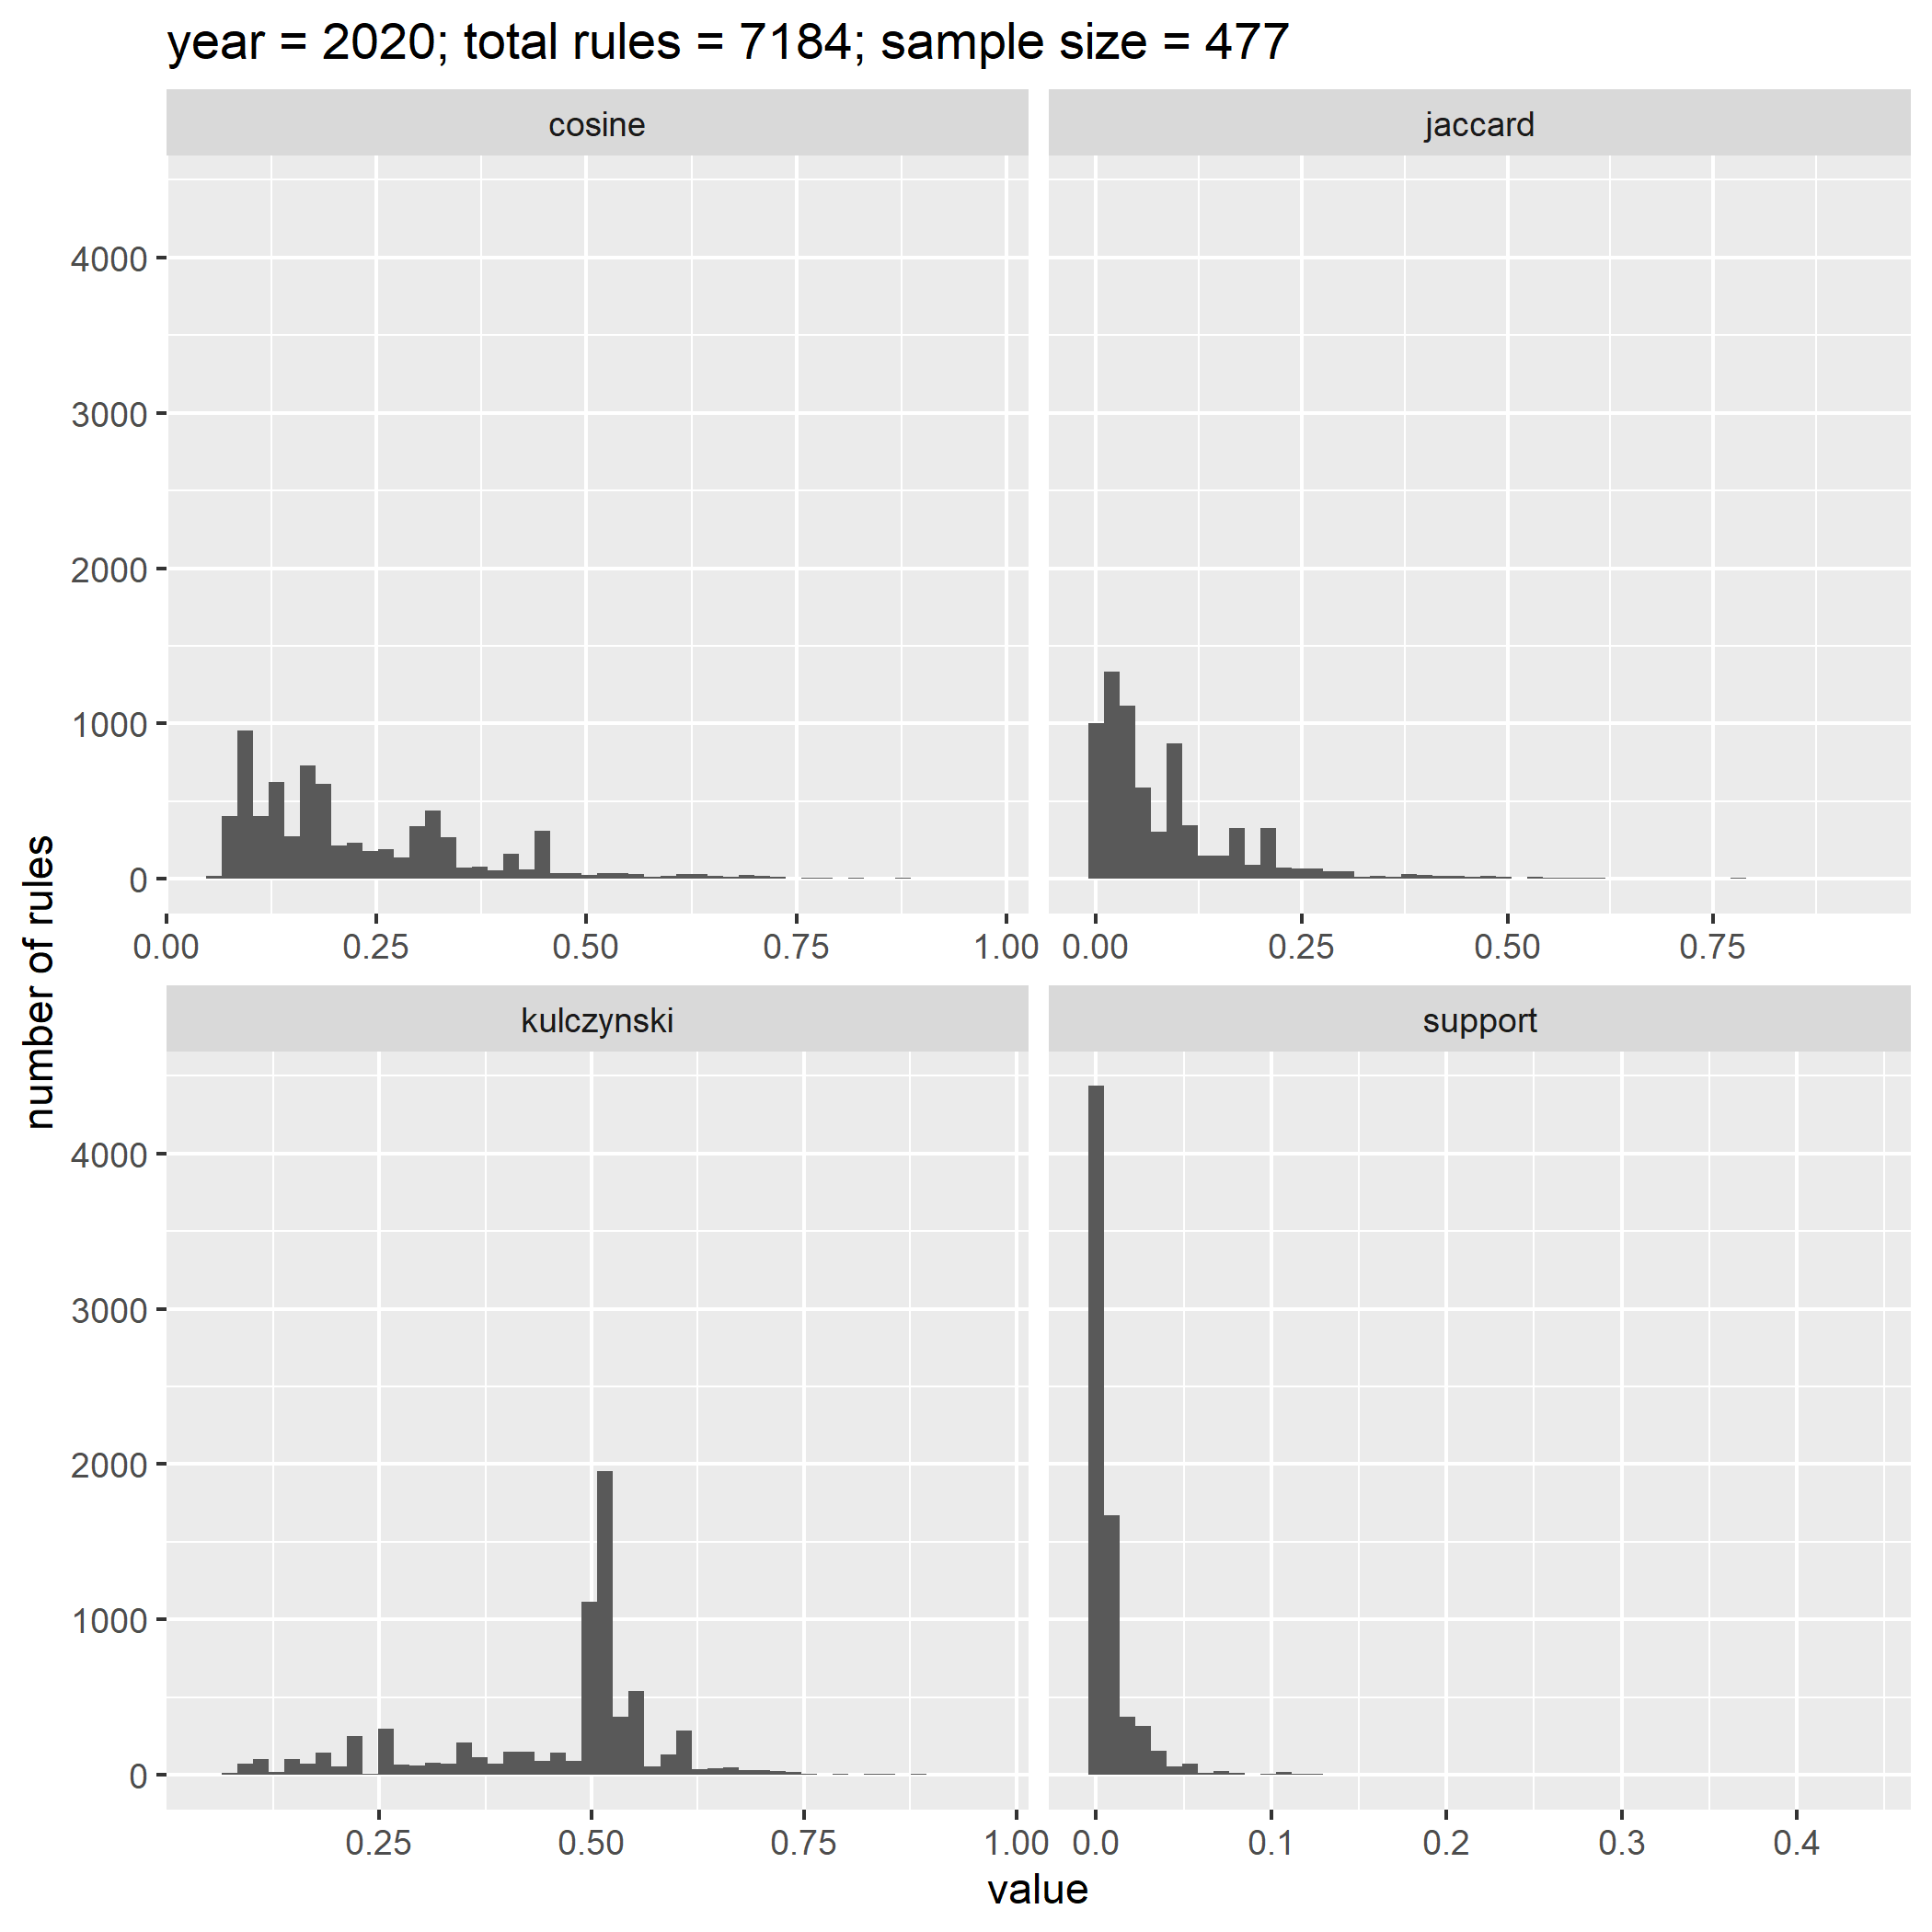 year = 2020; total rules = 7184; sample size = 477
cosine
jaccard
4000
3000
2000
1000
0
0.00 0.25 0.50 0.75 1.00
0.00 0.25 0.50 0.75
number of rules
kulczynski
support
4000
3000
2000
1000
0
0.25 0.50 0.75 1.00
0.0 0.1 0.2 0.3 0.4
value